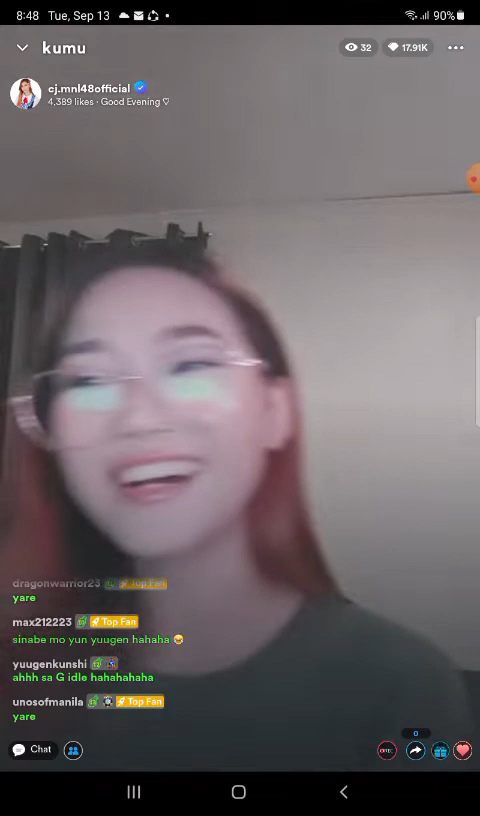 8:48 Tue, Sep 13 90%
kumu 32 17.91K
cj.mnl48official
4,389 likes · Good Evening ♡
dragonwarrior23 Top Fan
yare
max212223 Top Fan
sinabe mo yun yuugen hahaha 😂
yuugenkunshi
ahhh sa G idle hahahahaha
unosofmanila Top Fan
yare
0
Chat